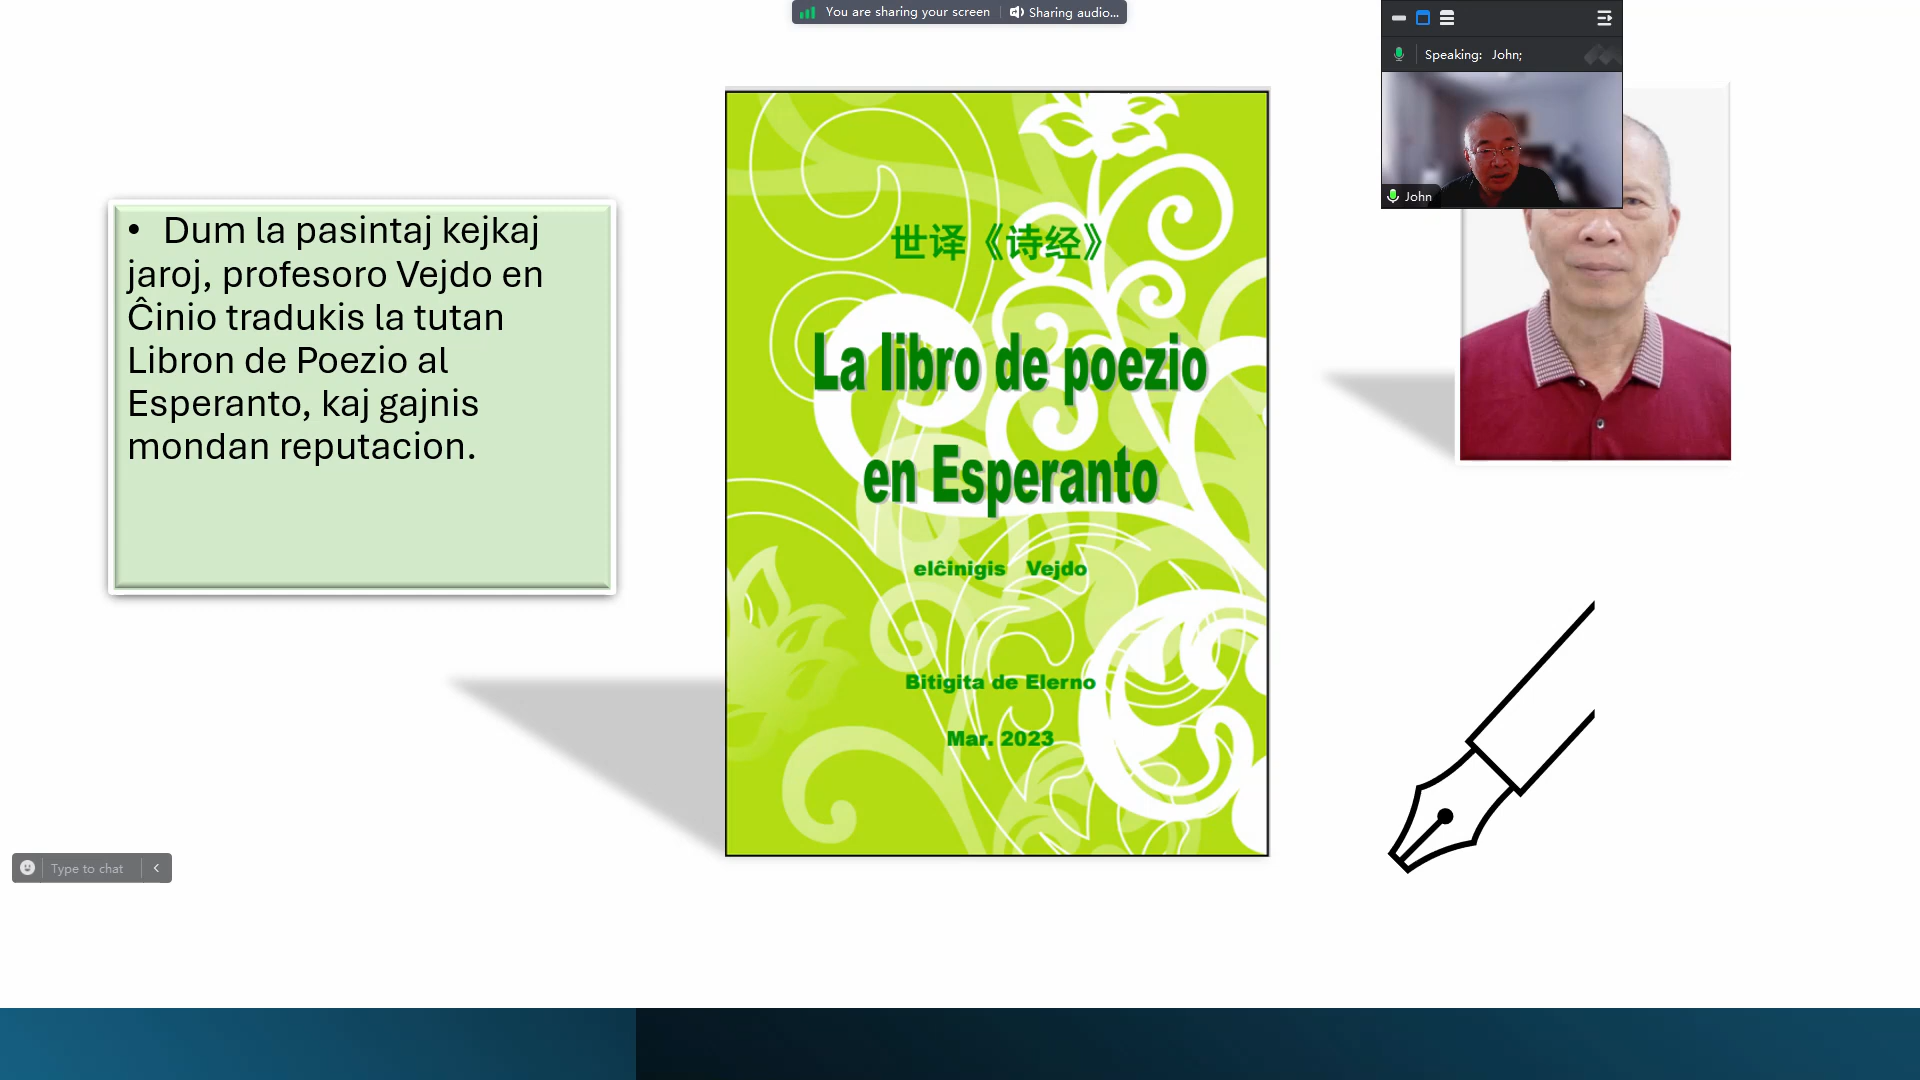 You are sharing your screen
Sharing audio...
Speaking: John;
John
• Dum la pasintaj kejkaj
jaroj, profesoro Vejdo en
Ĉinio tradukis la tutan
Libron de Poezio al
Esperanto, kaj gajnis
mondan reputacion.
世译《诗经》
La libro de poezio
en Esperanto
elĉinigis Vejdo
Bitigita de Elerno
Mar. 2023
Type to chat